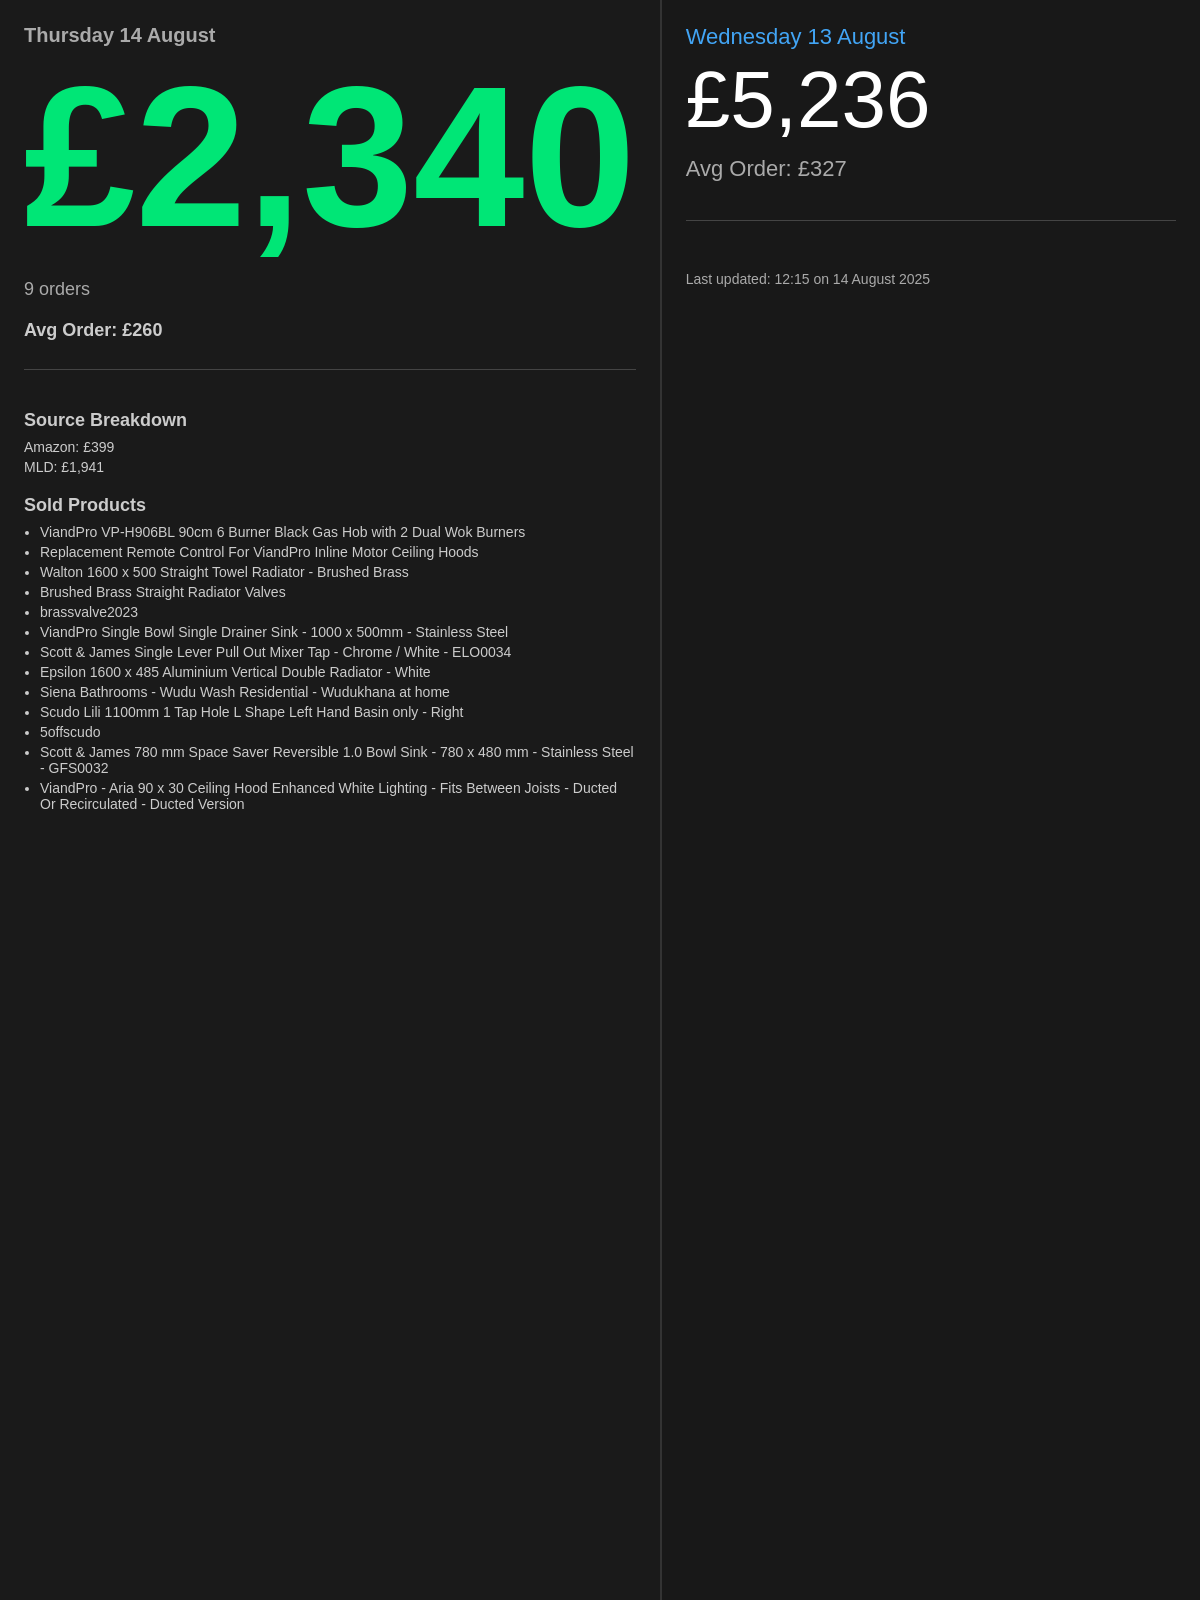 Thursday 14 August
£2,340
9 orders
Avg Order: £260
Source Breakdown
Amazon: £399
MLD: £1,941
Sold Products
• ViandPro VP-H906BL 90cm 6 Burner Black Gas Hob with 2 Dual Wok Burners
• Replacement Remote Control For ViandPro Inline Motor Ceiling Hoods
• Walton 1600 x 500 Straight Towel Radiator - Brushed Brass
• Brushed Brass Straight Radiator Valves
• brassvalve2023
• ViandPro Single Bowl Single Drainer Sink - 1000 x 500mm - Stainless Steel
• Scott & James Single Lever Pull Out Mixer Tap - Chrome / White - ELO0034
• Epsilon 1600 x 485 Aluminium Vertical Double Radiator - White
• Siena Bathrooms - Wudu Wash Residential - Wudukhana at home
• Scudo Lili 1100mm 1 Tap Hole L Shape Left Hand Basin only - Right
• 5offscudo
• Scott & James 780 mm Space Saver Reversible 1.0 Bowl Sink - 780 x 480 mm - Stainless Steel
- GFS0032
• ViandPro - Aria 90 x 30 Ceiling Hood Enhanced White Lighting - Fits Between Joists - Ducted
Or Recirculated - Ducted Version
Wednesday 13 August
£5,236
Avg Order: £327
Last updated: 12:15 on 14 August 2025